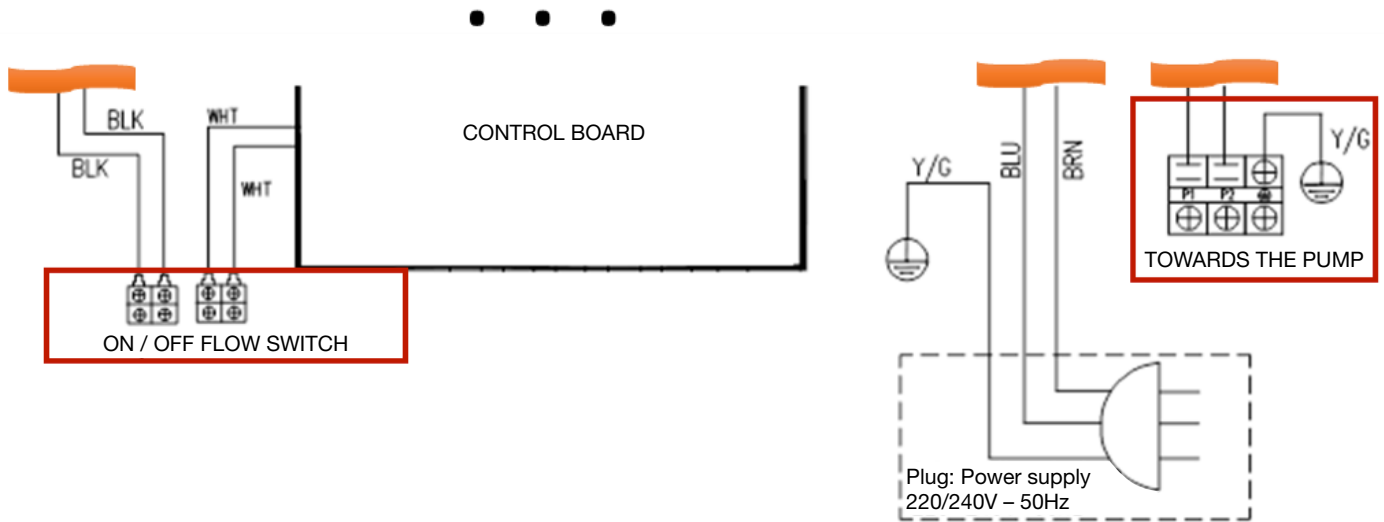 BLK
BLK
WHT
WHT
CONTROL BOARD
ON / OFF FLOW SWITCH
Y/G
BLU
BRN
Y/G
P1 P2
TOWARDS THE PUMP
Plug: Power supply
220/240V – 50Hz